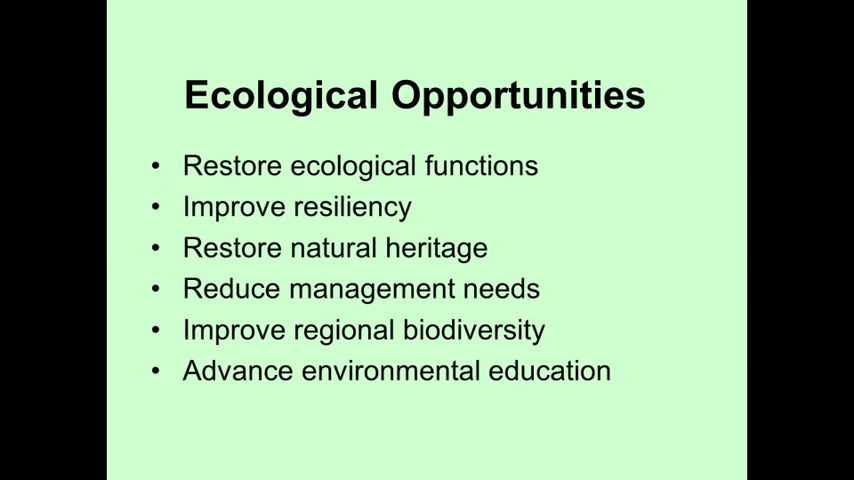 Ecological Opportunities
• Restore ecological functions
• Improve resiliency
• Restore natural heritage
• Reduce management needs
• Improve regional biodiversity
• Advance environmental education